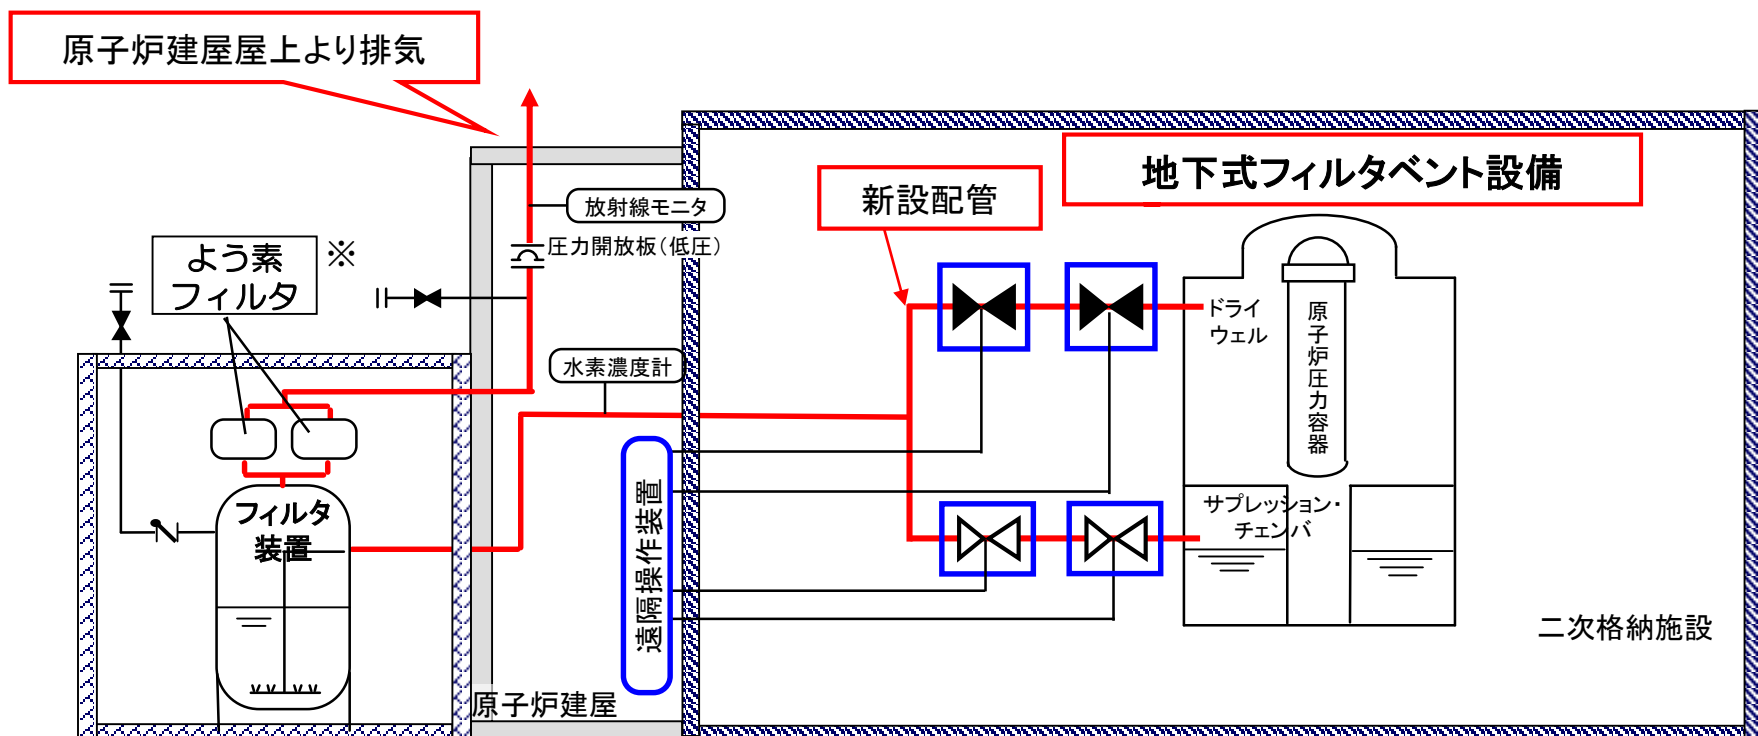 原子炉建屋屋上より排気
地下式フィルタベント設備
新設配管
放射線モニタ
圧力開放板（低圧）
よう素
フィルタ
※
ドライ
ウェル
原子炉圧力容器
水素濃度計
サプレッション・
チェンバ
フィルタ
装置
遠隔操作装置
二次格納施設
原子炉建屋